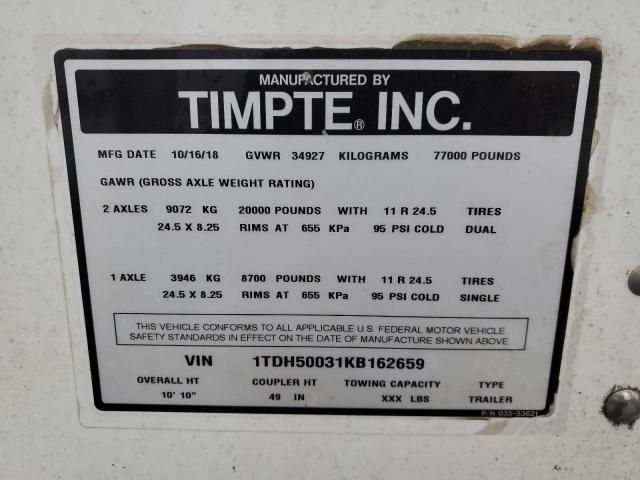 MANUFACTURED BY
TIMPTE® INC.
MFG DATE 10/16/18 GVWR 34927 KILOGRAMS 77000 POUNDS
GAWR (GROSS AXLE WEIGHT RATING)
2 AXLES 9072 KG 20000 POUNDS WITH 11 R 24.5 TIRES
24.5 X 8.25 RIMS AT 655 KPa 95 PSI COLD DUAL
1 AXLE 3946 KG 8700 POUNDS WITH 11 R 24.5 TIRES
24.5 X 8.25 RIMS AT 655 KPa 95 PSI COLD SINGLE
THIS VEHICLE CONFORMS TO ALL APPLICABLE U.S. FEDERAL MOTOR VEHICLE
SAFETY STANDARDS IN EFFECT ON THE DATE OF MANUFACTURE SHOWN ABOVE.
VIN 1TDH50031KB162659
OVERALL HT COUPLER HT TOWING CAPACITY TYPE
10' 10" 49 IN XXX LBS TRAILER
P/N 035-53621